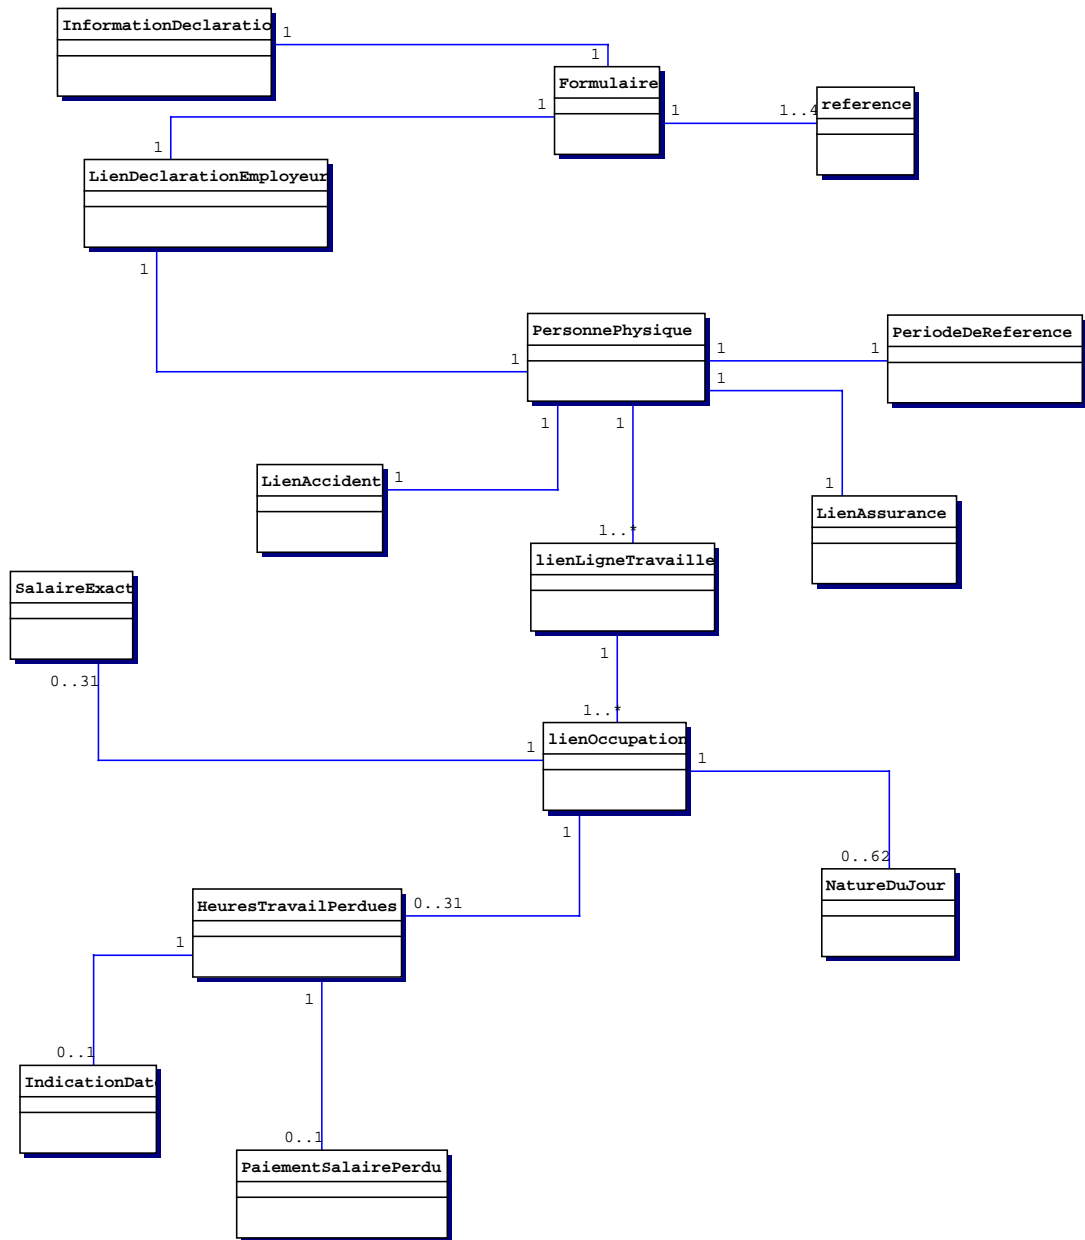 InformationDeclaratio
1
1
Formulaire
1
1
1..4
reference
1
LienDeclarationEmployeur
1
PersonnePhysique
1
1
1
PeriodeDeReference
1
1
1
LienAccident
1
1
LienAssurance
1..*
lienLigneTravaille
SalaireExact
1
0..31
1..*
lienOccupation
1
1
1
0..62
NatureDuJour
HeuresTravailPerdues
0..31
1
1
0..1
IndicationDate
0..1
PaiementSalairePerdu